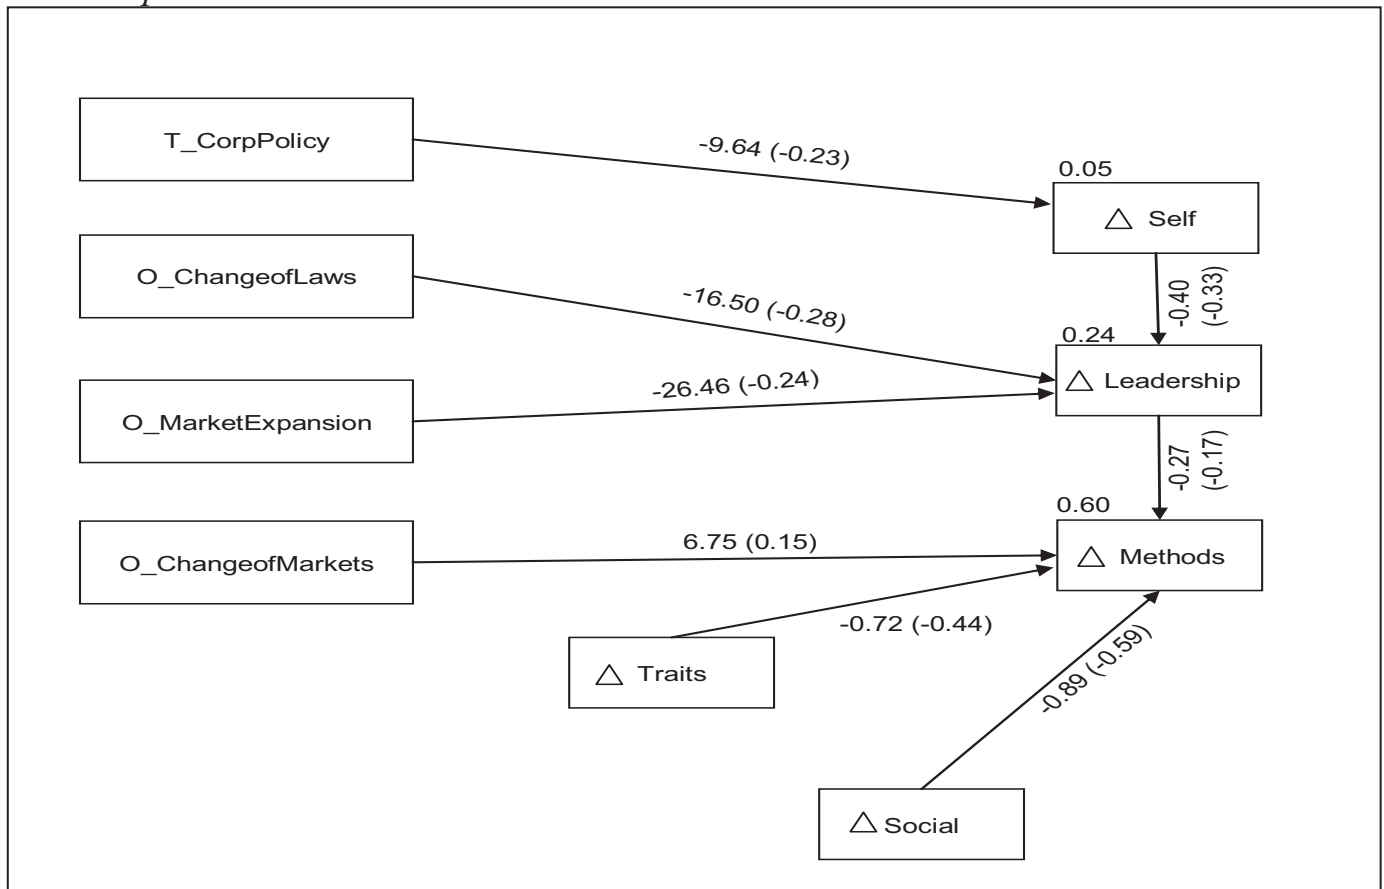 T_CorpPolicy
-9.64 (-0.23)
0.05
△ Self
O_ChangeofLaws
-16.50 (-0.28)
-0.40
(-0.33)
0.24
△ Leadership
O_MarketExpansion
-26.46 (-0.24)
-0.27
(-0.17)
0.60
△ Methods
O_ChangeofMarkets
6.75 (0.15)
-0.72 (-0.44)
△ Traits
-0.89 (-0.59)
△ Social